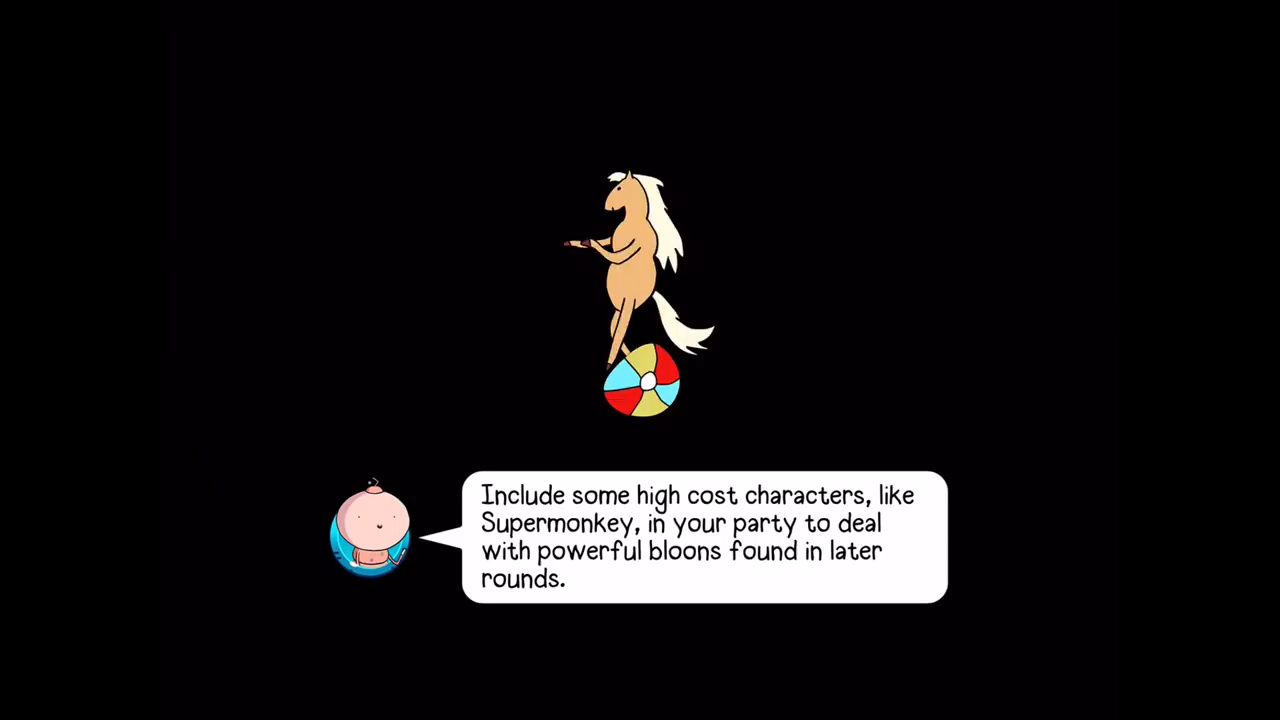 Include some high cost characters, like
Supermonkey, in your party to deal
with powerful bloons found in later
rounds.